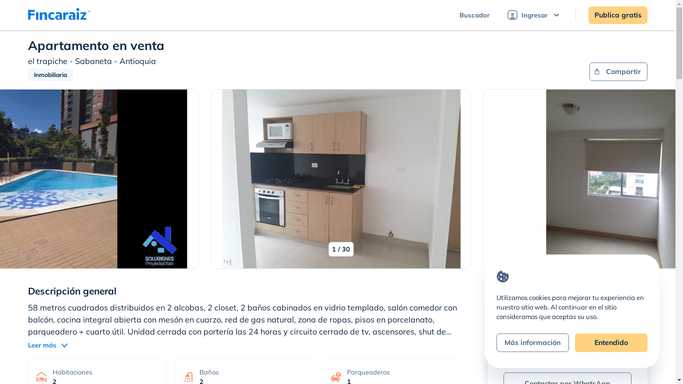 Fincaraiz
Buscador
Ingresar
Publica gratis
Apartamento en venta
el trapiche - Sabaneta - Antioquia
Inmobiliaria
Compartir
1 / 30
Descripción general
58 metros cuadrados distribuidos en 2 alcobas, 2 closet, 2 baños cabinados en vidrio templado, salón comedor con
balcón, cocina integral abierta con mesón en cuarzo, red de gas natural, zona de ropas, pisos en porcelanato,
parqueadero + cuarto útil. Unidad cerrada con portería las 24 horas y circuito cerrado de tv, ascensores, shut de...
Leer más
Habitaciones
2
Baños
2
Parqueaderos
1
Utilizamos cookies para mejorar tu experiencia en
nuestro sitio web. Al continuar en el sitio
consideramos que aceptas su uso.
Más información
Entendido
Contactar por WhatsApp